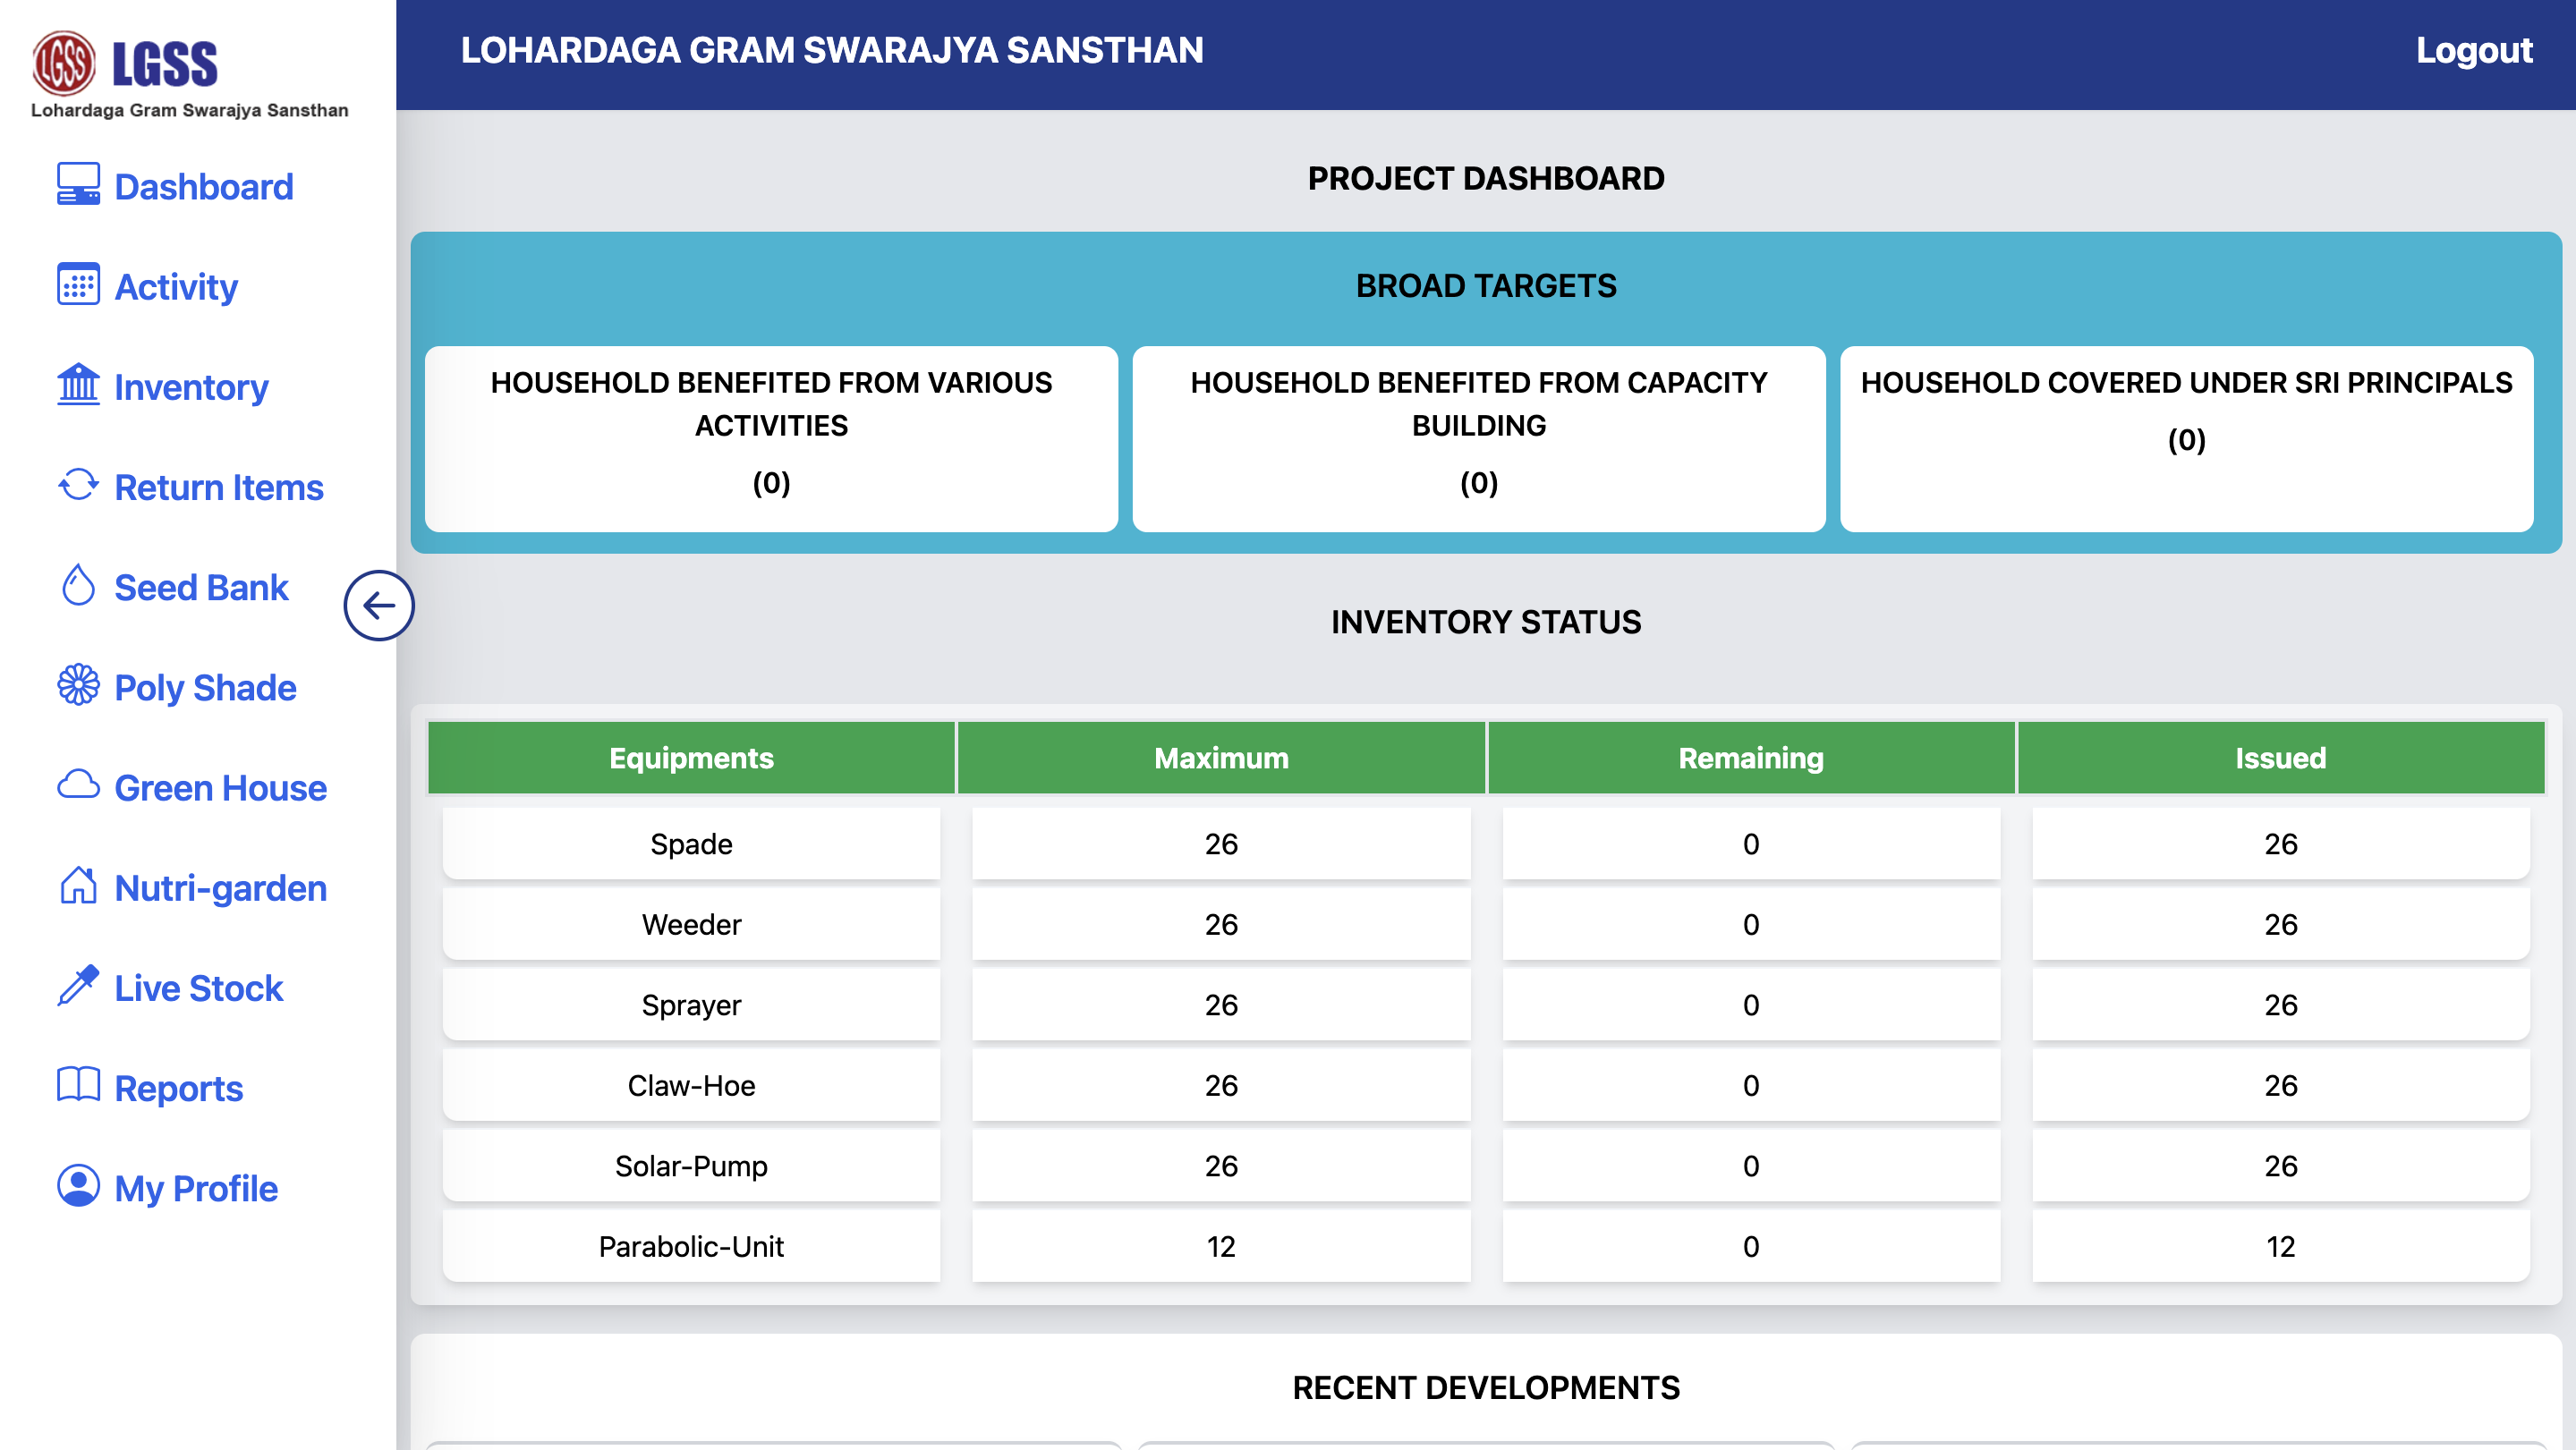 LGSS LGSS
Lohardaga Gram Swarajya Sansthan
Dashboard
Activity
Inventory
Return Items
Seed Bank
Poly Shade
Green House
Nutri-garden
Live Stock
Reports
My Profile
LOHARDAGA GRAM SWARAJYA SANSTHAN
Logout
PROJECT DASHBOARD
BROAD TARGETS
HOUSEHOLD BENEFITED FROM VARIOUS
ACTIVITIES
(0)
HOUSEHOLD BENEFITED FROM CAPACITY
BUILDING
(0)
HOUSEHOLD COVERED UNDER SRI PRINCIPALS
(0)
INVENTORY STATUS
Equipments Maximum Remaining Issued
Spade 26 0 26
Weeder 26 0 26
Sprayer 26 0 26
Claw-Hoe 26 0 26
Solar-Pump 26 0 26
Parabolic-Unit 12 0 12
RECENT DEVELOPMENTS